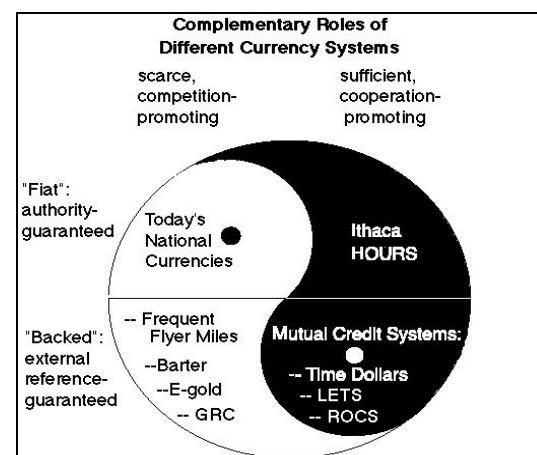 Complementary Roles of
Different Currency Systems
scarce,
competition-
promoting
sufficient,
cooperation-
promoting
"Fiat":
authority-
guaranteed
Today's
National
Currencies
Ithaca
HOURS
"Backed":
external
reference-
guaranteed
-- Frequent
Flyer Miles
--Barter
--E-gold
-- GRC
Mutual Credit Systems:
-- Time Dollars
-- LETS
-- ROCS